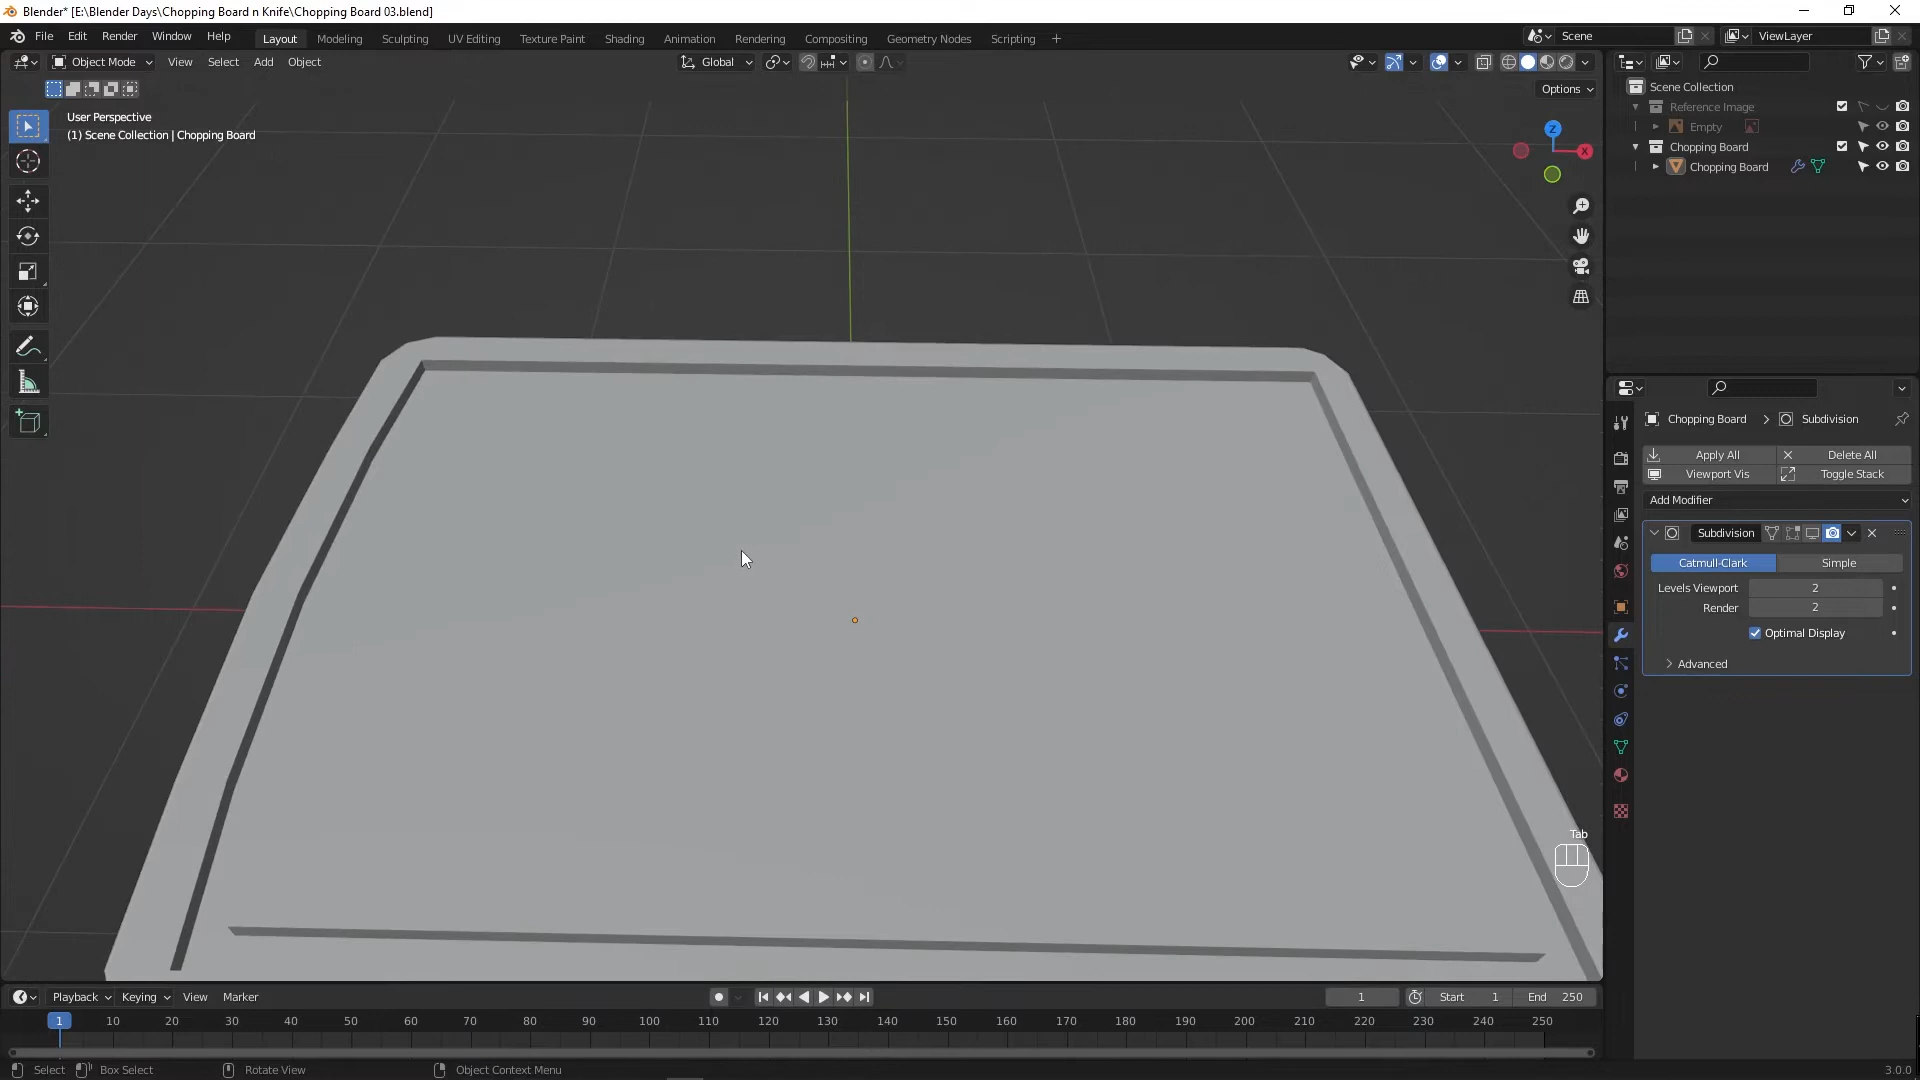 Blender* [E:\Blender Days\Chopping Board n Knife\Chopping Board 03.blend]
File Edit Render Window Help Layout Modeling Sculpting UV Editing Texture Paint Shading Animation Rendering Compositing Geometry Nodes Scripting + Scene ViewLayer
Object Mode View Select Add Object Global
Options
User Perspective
(1) Scene Collection | Chopping Board
Z
X
Scene Collection
Reference Image
Empty
Chopping Board
Chopping Board
Chopping Board > Subdivision
Apply All Delete All
Viewport Vis Toggle Stack
Add Modifier
Subdivision
Catmull-Clark Simple
Levels Viewport 2
Render 2
Optimal Display
Advanced
Tab
Playback Keying View Marker 1 Start 1 End 250
1 10 20 30 40 50 60 70 80 90 100 110 120 130 140 150 160 170 180 190 200 210 220 230 240 250
Select Box Select Rotate View Object Context Menu 3.0.0